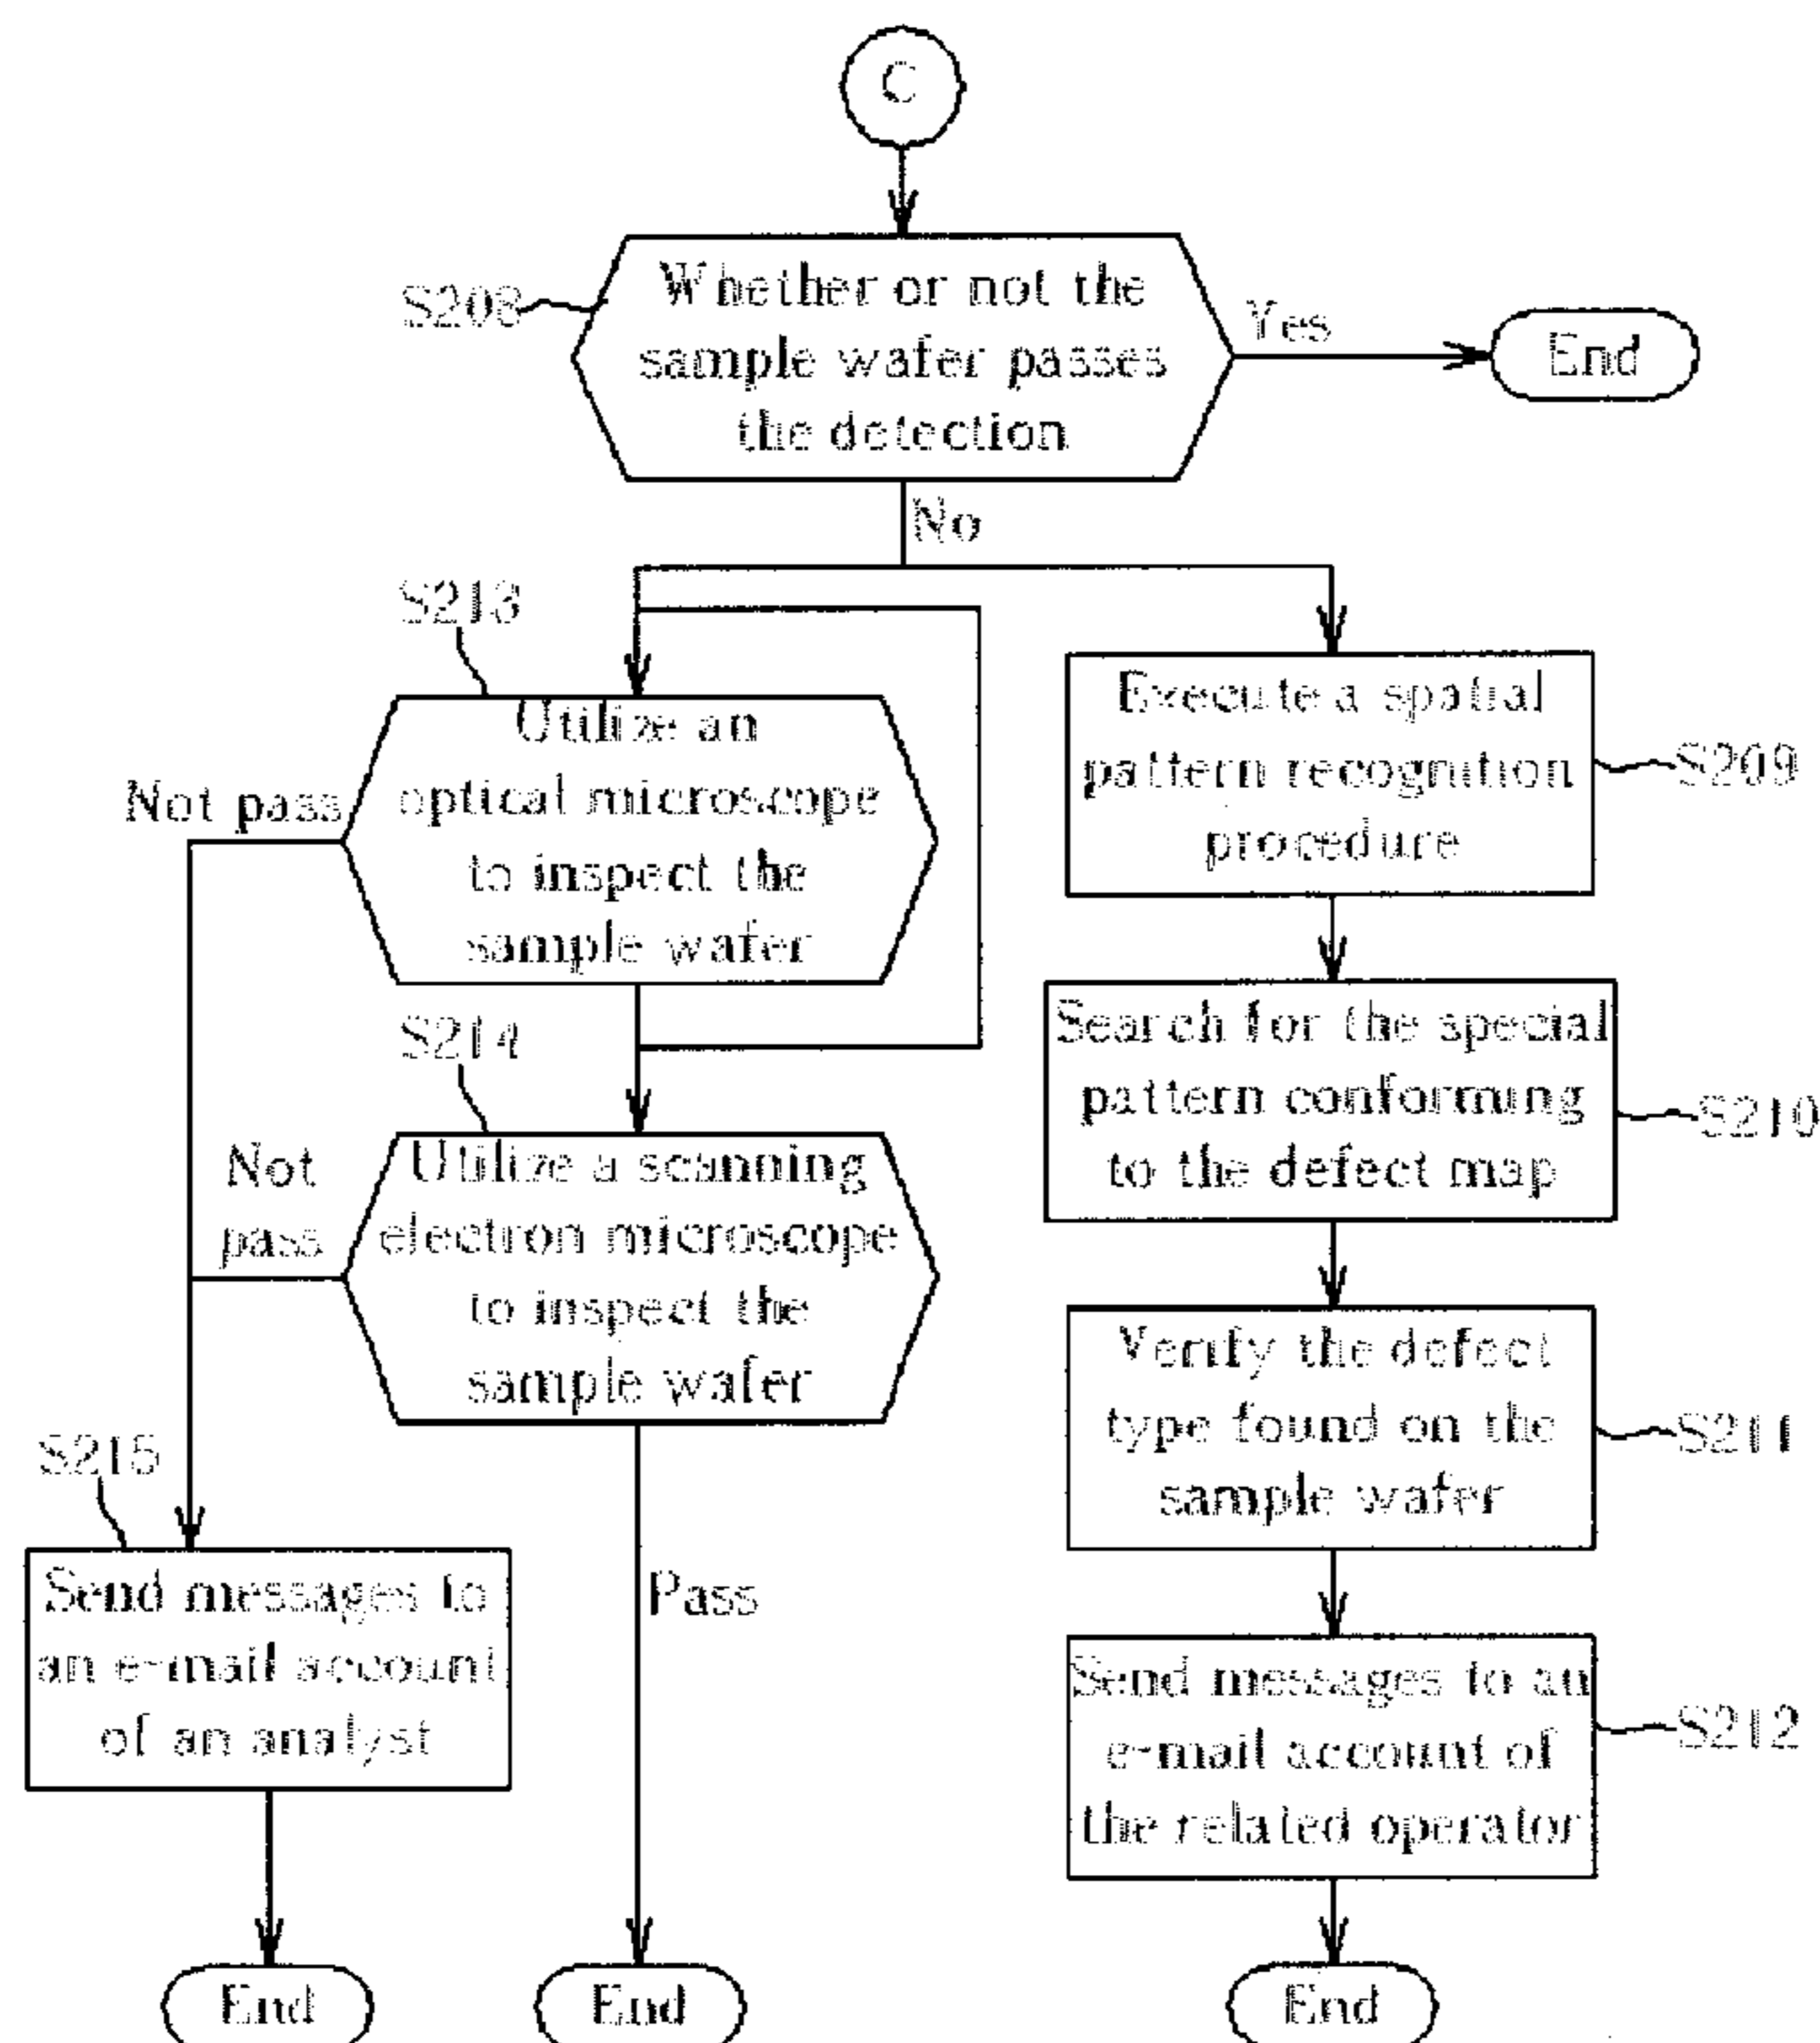 C
S208
Whether or not the
sample wafer passes
the detection
Yes
End
No
S213
Utilize an
optical microscope
to inspect the
sample wafer
Not pass
Execute a spatial
pattern recognition
procedure
S209
S214
Utilize a scanning
electron microscope
to inspect the
sample wafer
Not
pass
Search for the special
pattern conforming
to the defect map
S210
Verify the defect
type found on the
sample wafer
S211
S215
Send messages to
an e-mail account
of an analyst
Pass
Send messages to an
e-mail account of
the related operator
S212
End
End
End